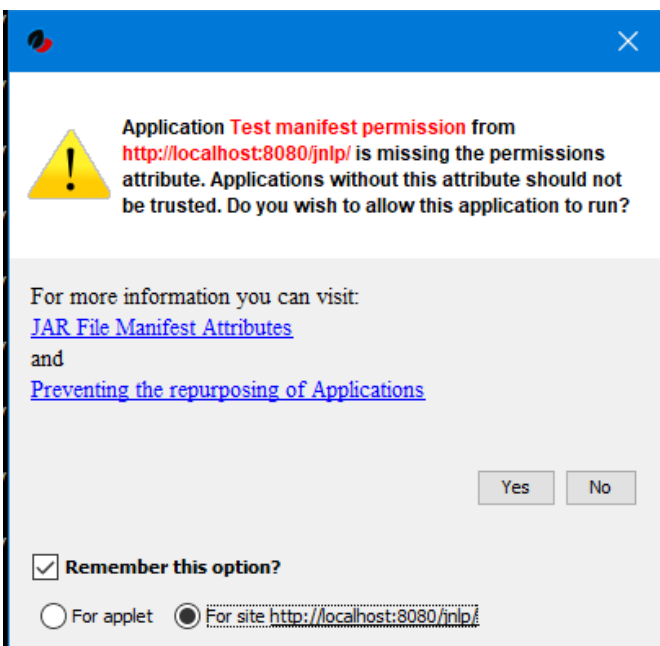 Application Test manifest permission from
http://localhost:8080/jnlp/ is missing the permissions
attribute. Applications without this attribute should not
be trusted. Do you wish to allow this application to run?
For more information you can visit:
JAR File Manifest Attributes
and
Preventing the repurposing of Applications
Yes No
Remember this option?
For applet For site http://localhost:8080/jnlp/